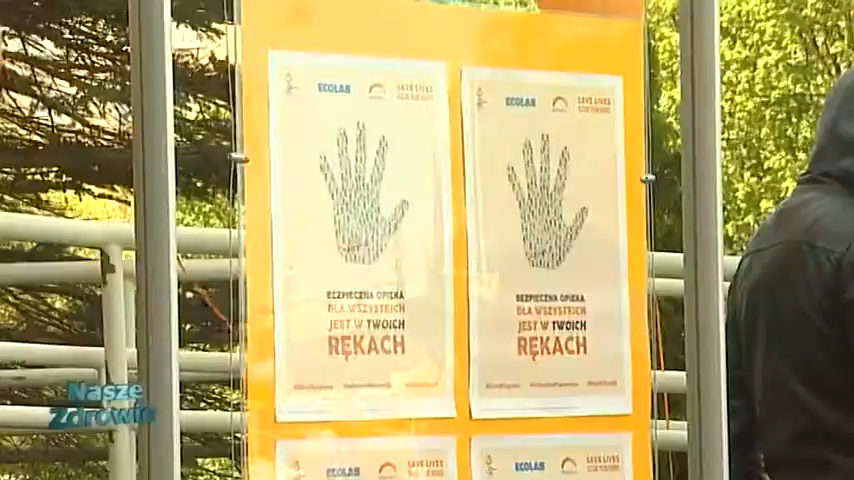 ECOLAB
SAVE LIVES
BEZPIECZNA OPIEKA
DLA WSZYSTKICH
JEST W TWOICH
RĘKACH
ECOLAB
SAVE LIVES
BEZPIECZNA OPIEKA
DLA WSZYSTKICH
JEST W TWOICH
RĘKACH
ECOLAB
SAVE LIVES
ECOLAB
SAVE LIVES
Nasze
Zdrowie